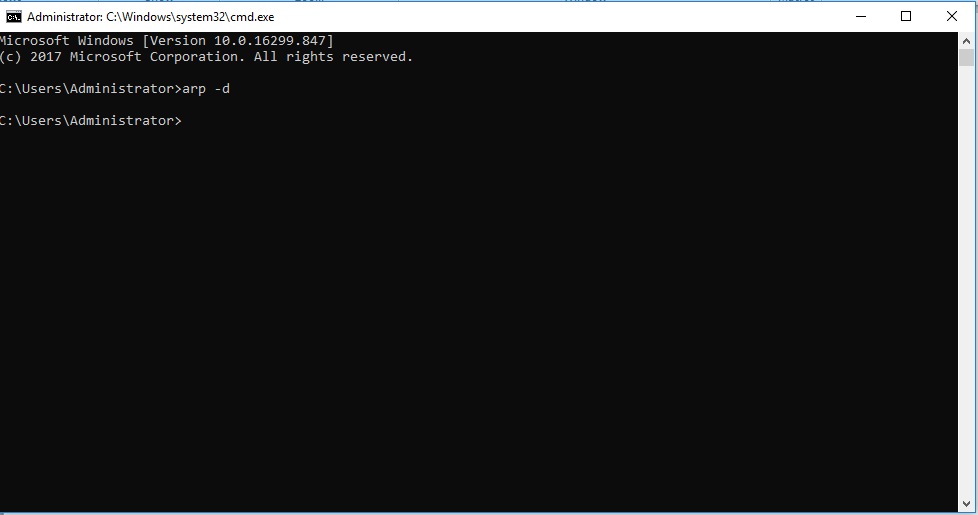 Administrator: C:\Windows\system32\cmd.exe
Microsoft Windows [Version 10.0.16299.847]
(c) 2017 Microsoft Corporation. All rights reserved.
C:\Users\Administrator>arp -d
C:\Users\Administrator>